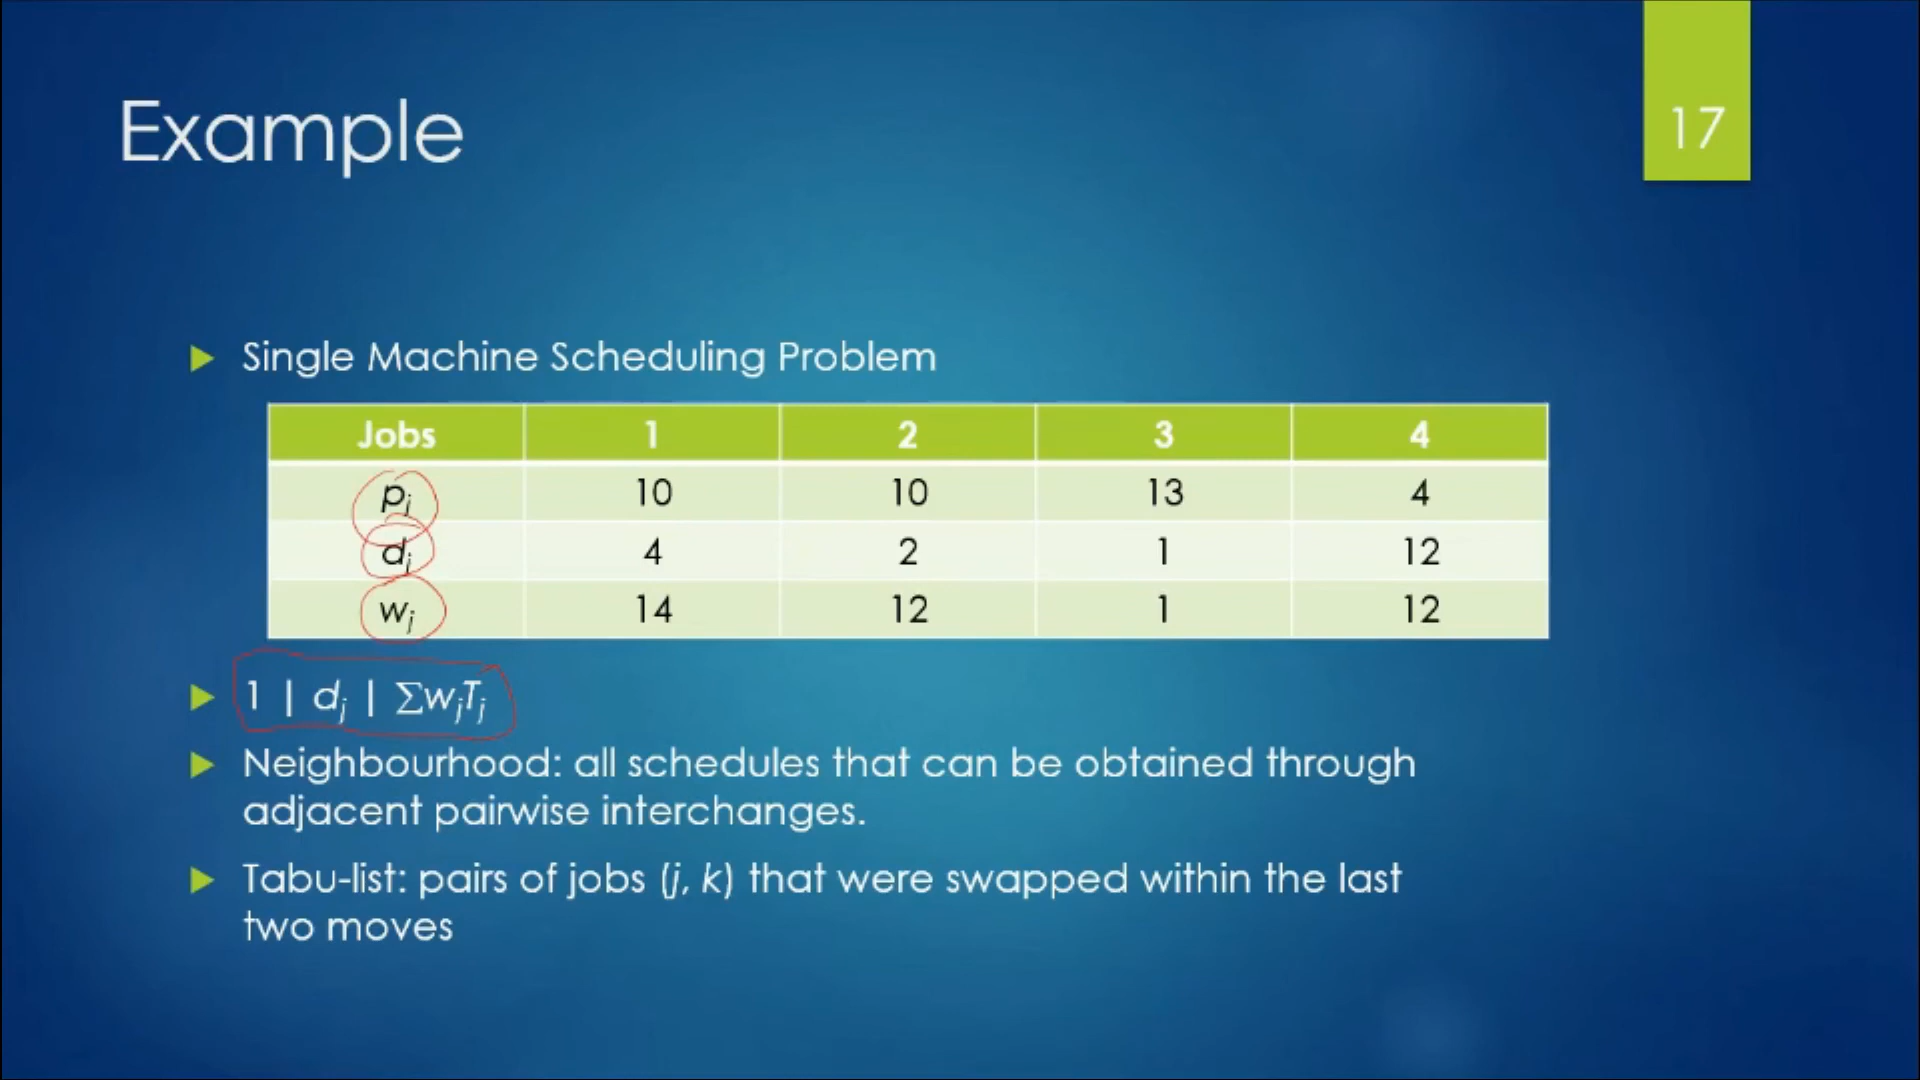 Example
17
Single Machine Scheduling Problem
Jobs 1 2 3 4
pⱼ 10 10 13 4
dⱼ 4 2 1 12
wⱼ 14 12 1 12
1 | dⱼ | ∑wⱼTⱼ
Neighbourhood: all schedules that can be obtained through
adjacent pairwise interchanges.
Tabu-list: pairs of jobs (j, k) that were swapped within the last
two moves